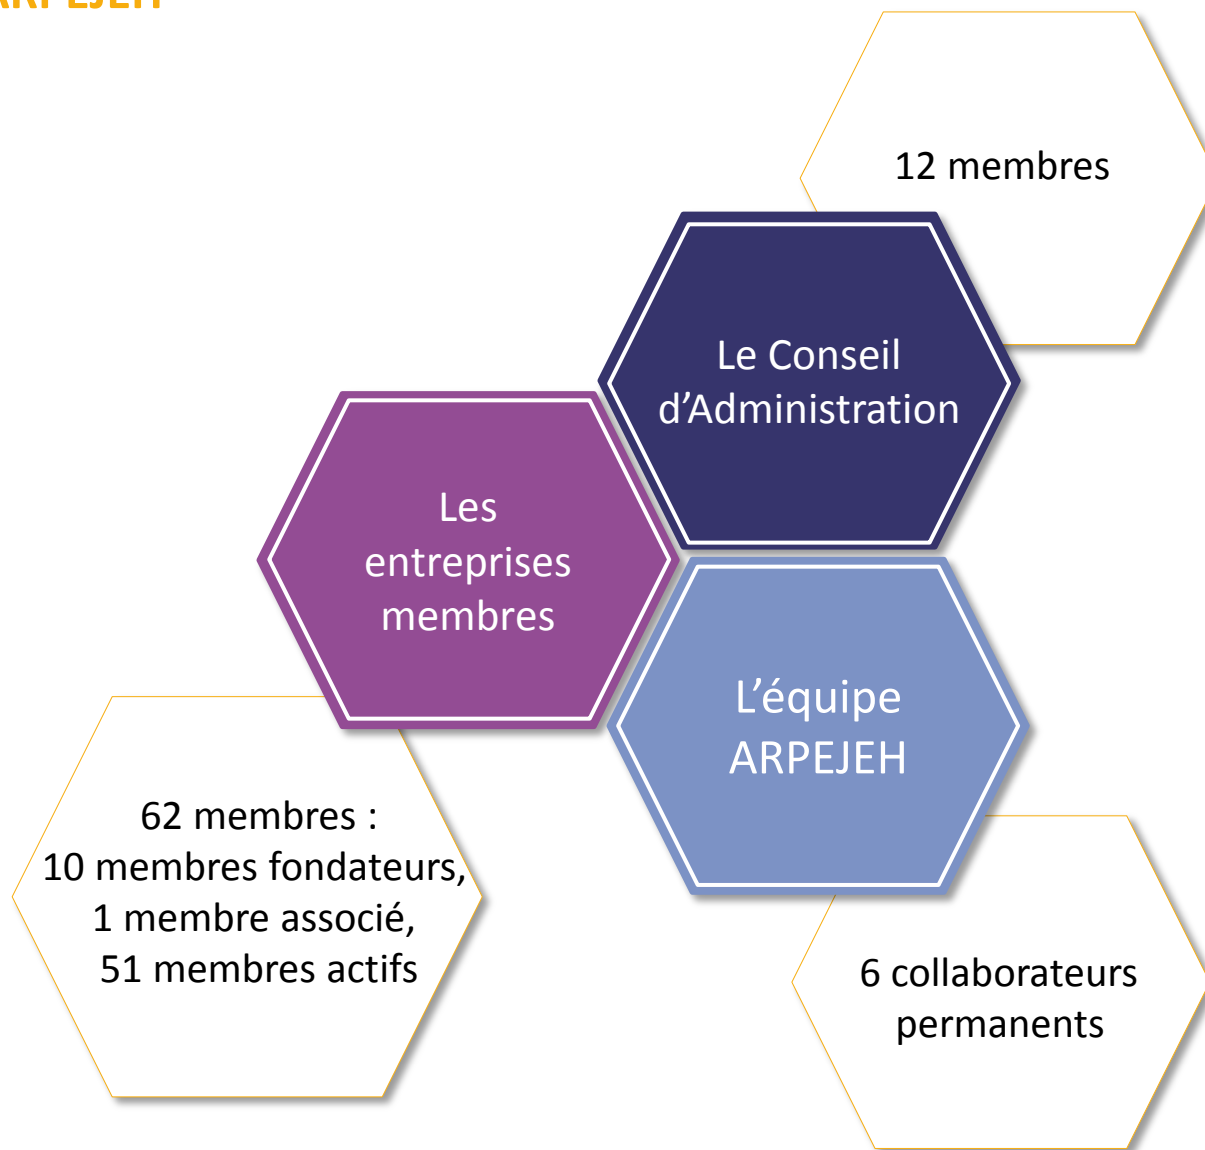 ARPEJEH
12 membres
Le Conseil
d’Administration
Les
entreprises
membres
L’équipe
ARPEJEH
62 membres :
10 membres fondateurs,
1 membre associé,
51 membres actifs
6 collaborateurs
permanents